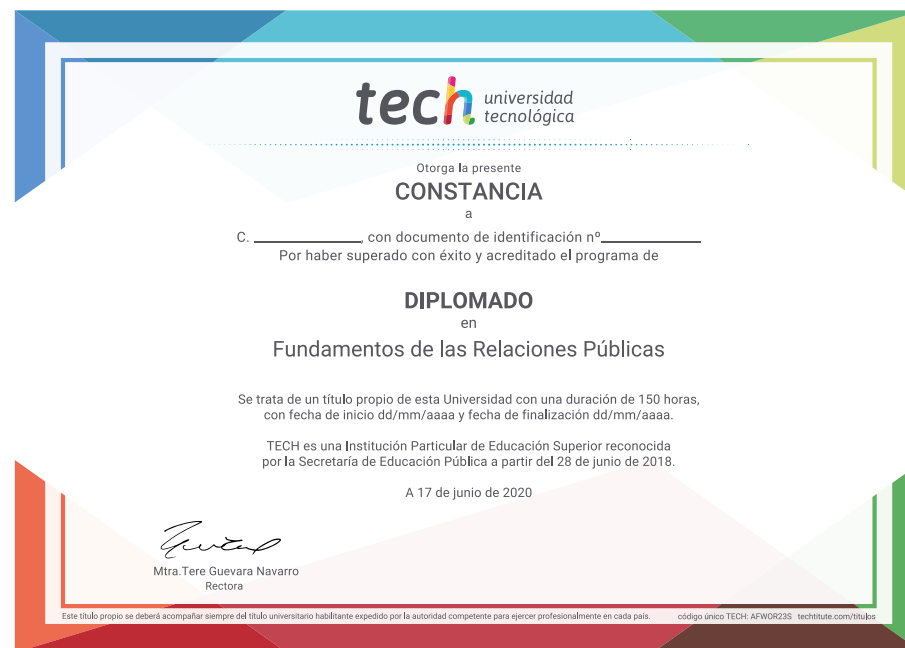 tech universidad
tecnológica
Otorga la presente
CONSTANCIA
a
C. ____________, con documento de identificación nº____________
Por haber superado con éxito y acreditado el programa de
DIPLOMADO
en
Fundamentos de las Relaciones Públicas
Se trata de un título propio de esta Universidad con una duración de 150 horas,
con fecha de inicio dd/mm/aaaa y fecha de finalización dd/mm/aaaa.
TECH es una Institución Particular de Educación Superior reconocida
por la Secretaría de Educación Pública a partir del 28 de junio de 2018.
A 17 de junio de 2020
Mtra.Tere Guevara Navarro
Rectora
Este título propio se deberá acompañar siempre del título universitario habilitante expedido por la autoridad competente para ejercer profesionalmente en cada país. código único TECH: AFWOR23S techtitute.com/titulos